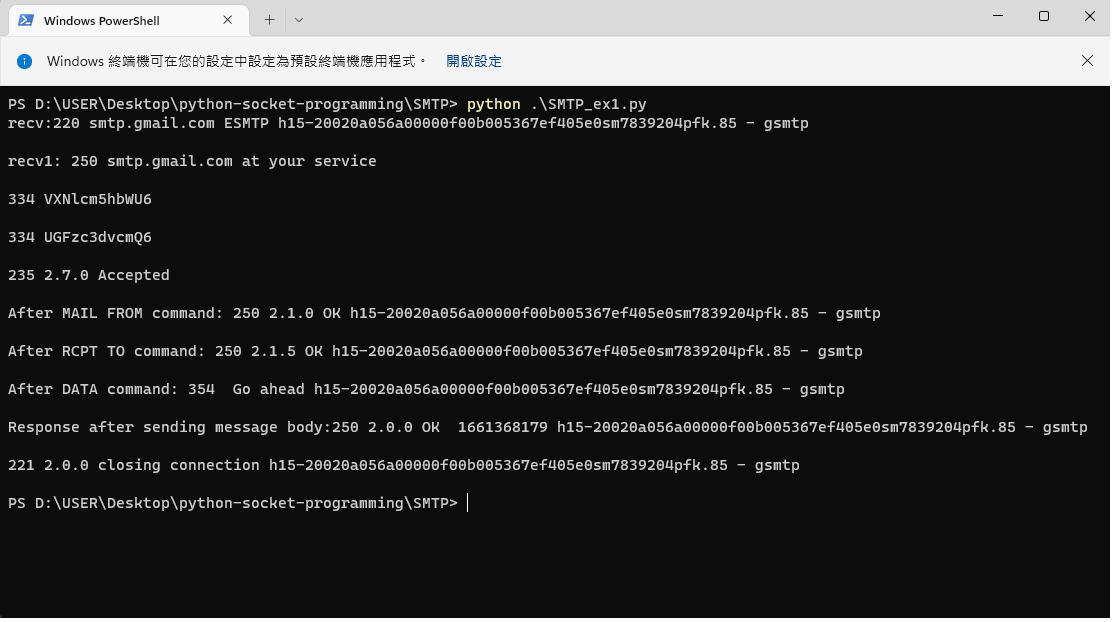 Windows PowerShell
Windows 終端機可在您的設定中設定為預設終端機應用程式。 開啟設定
PS D:\USER\Desktop\python-socket-programming\SMTP> python .\SMTP_ex1.py
recv:220 smtp.gmail.com ESMTP h15-20020a056a00000f00b005367ef405e0sm7839204pfk.85 - gsmtp
recv1: 250 smtp.gmail.com at your service
334 VXNlcm5hbWU6
334 UGFzc3dvcmQ6
235 2.7.0 Accepted
After MAIL FROM command: 250 2.1.0 OK h15-20020a056a00000f00b005367ef405e0sm7839204pfk.85 - gsmtp
After RCPT TO command: 250 2.1.5 OK h15-20020a056a00000f00b005367ef405e0sm7839204pfk.85 - gsmtp
After DATA command: 354  Go ahead h15-20020a056a00000f00b005367ef405e0sm7839204pfk.85 - gsmtp
Response after sending message body:250 2.0.0 OK  1661368179 h15-20020a056a00000f00b005367ef405e0sm7839204pfk.85 - gsmtp
221 2.0.0 closing connection h15-20020a056a00000f00b005367ef405e0sm7839204pfk.85 - gsmtp
PS D:\USER\Desktop\python-socket-programming\SMTP>